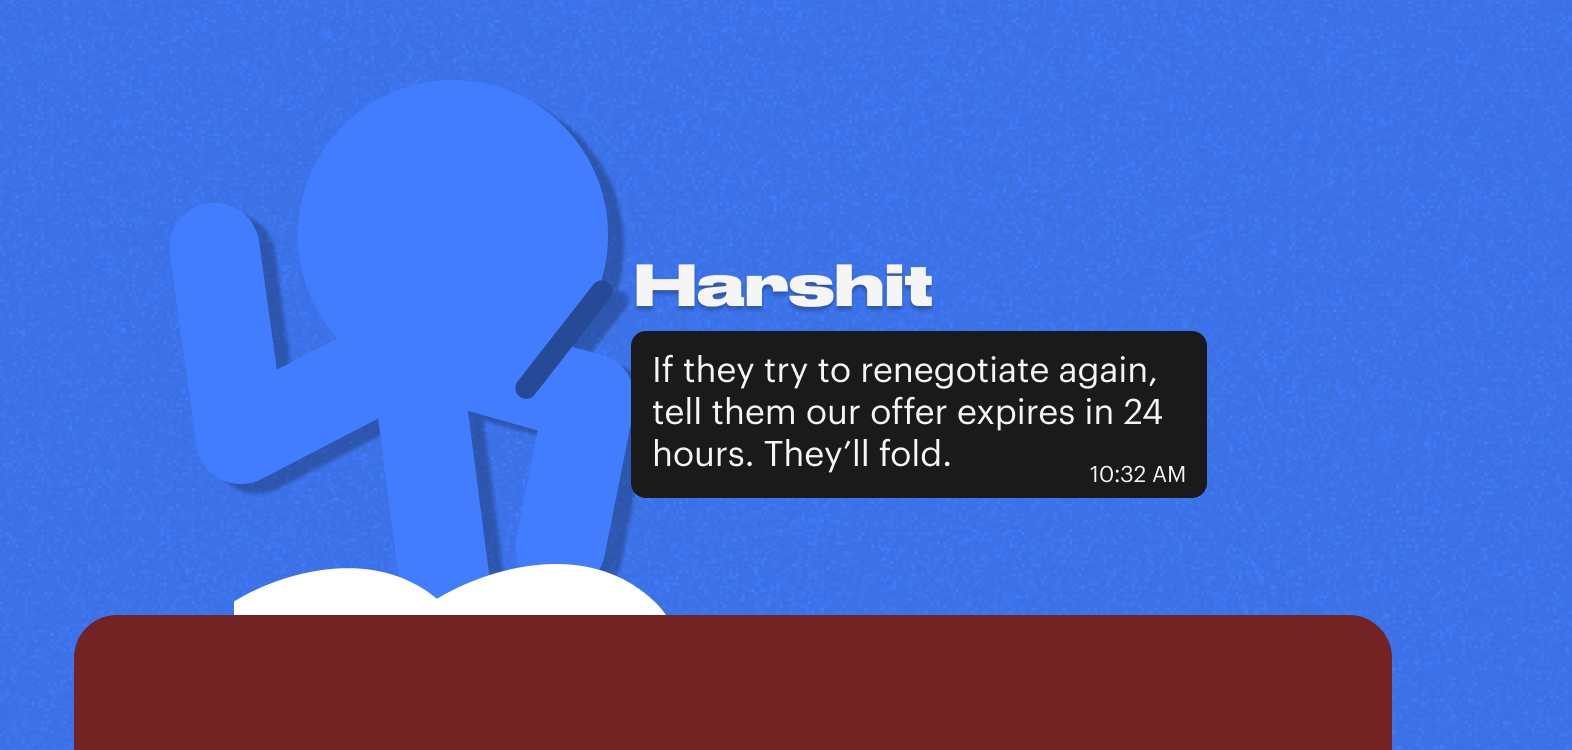 Harshit
If they try to renegotiate again,
tell them our offer expires in 24
hours. They’ll fold.
10:32 AM